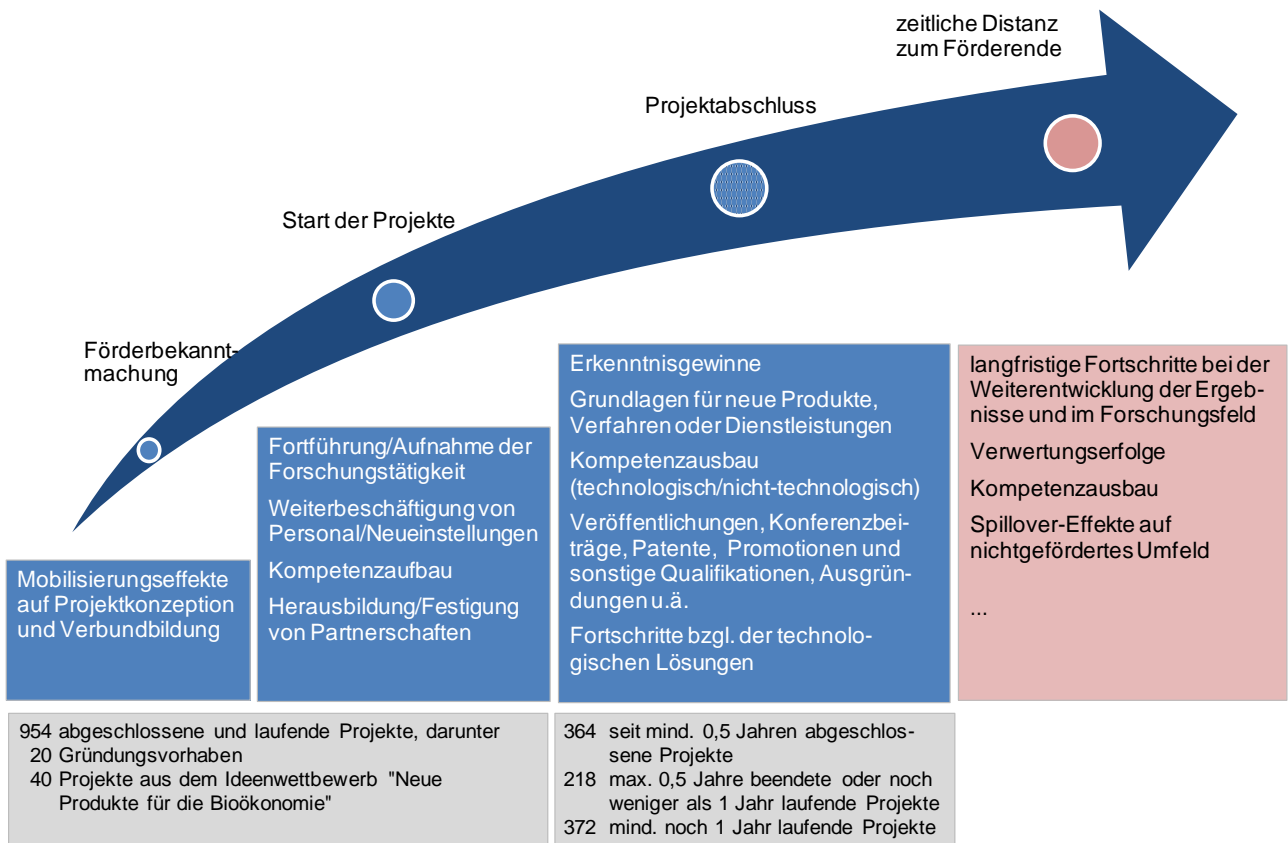 zeitliche Distanz
zum Förderende
Projektabschluss
Start der Projekte
Förderbekannt-
machung
Mobilisierungseffekte
auf Projektkonzeption
und Verbundbildung
Fortführung/Aufnahme der
Forschungstätigkeit
Weiterbeschäftigung von
Personal/Neueinstellungen
Kompetenzaufbau
Herausbildung/Festigung
von Partnerschaften
Erkenntnisgewinne
Grundlagen für neue Produkte,
Verfahren oder Dienstleistungen
Kompetenzausbau
(technologisch/nicht-technologisch)
Veröffentlichungen, Konferenzbei-
träge, Patente, Promotionen und
sonstige Qualifikationen, Ausgrün-
dungen u.ä.
Fortschritte bzgl. der technolo-
gischen Lösungen
langfristige Fortschritte bei der
Weiterentwicklung der Ergeb-
nisse und im Forschungsfeld
Verwertungserfolge
Kompetenzausbau
Spillover-Effekte auf
nichtgefördertes Umfeld
...
954 abgeschlossene und laufende Projekte, darunter
20 Gründungsvorhaben
40 Projekte aus dem Ideenwettbewerb "Neue
Produkte für die Bioökonomie"
364 seit mind. 0,5 Jahren abgeschlos-
sene Projekte
218 max. 0,5 Jahre beendete oder noch
weniger als 1 Jahr laufende Projekte
372 mind. noch 1 Jahr laufende Projekte